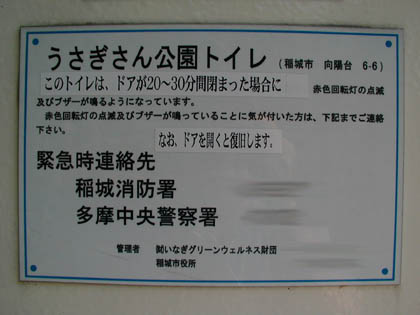 うさぎさん公園トイレ （稲城市 向陽台 6-6）
このトイレは、ドアが20～30分間閉まった場合に 赤色回転灯の点滅
及びブザーが鳴るようになっています。
赤色回転灯の点滅及びブザーが鳴っていることに気が付いた方は、下記までご連絡
下さい。
なお、ドアを開くと復旧します。
緊急時連絡先
稲城消防署
多摩中央警察署
管理者 ㈶いなぎグリーンウェルネス財団
稲城市役所